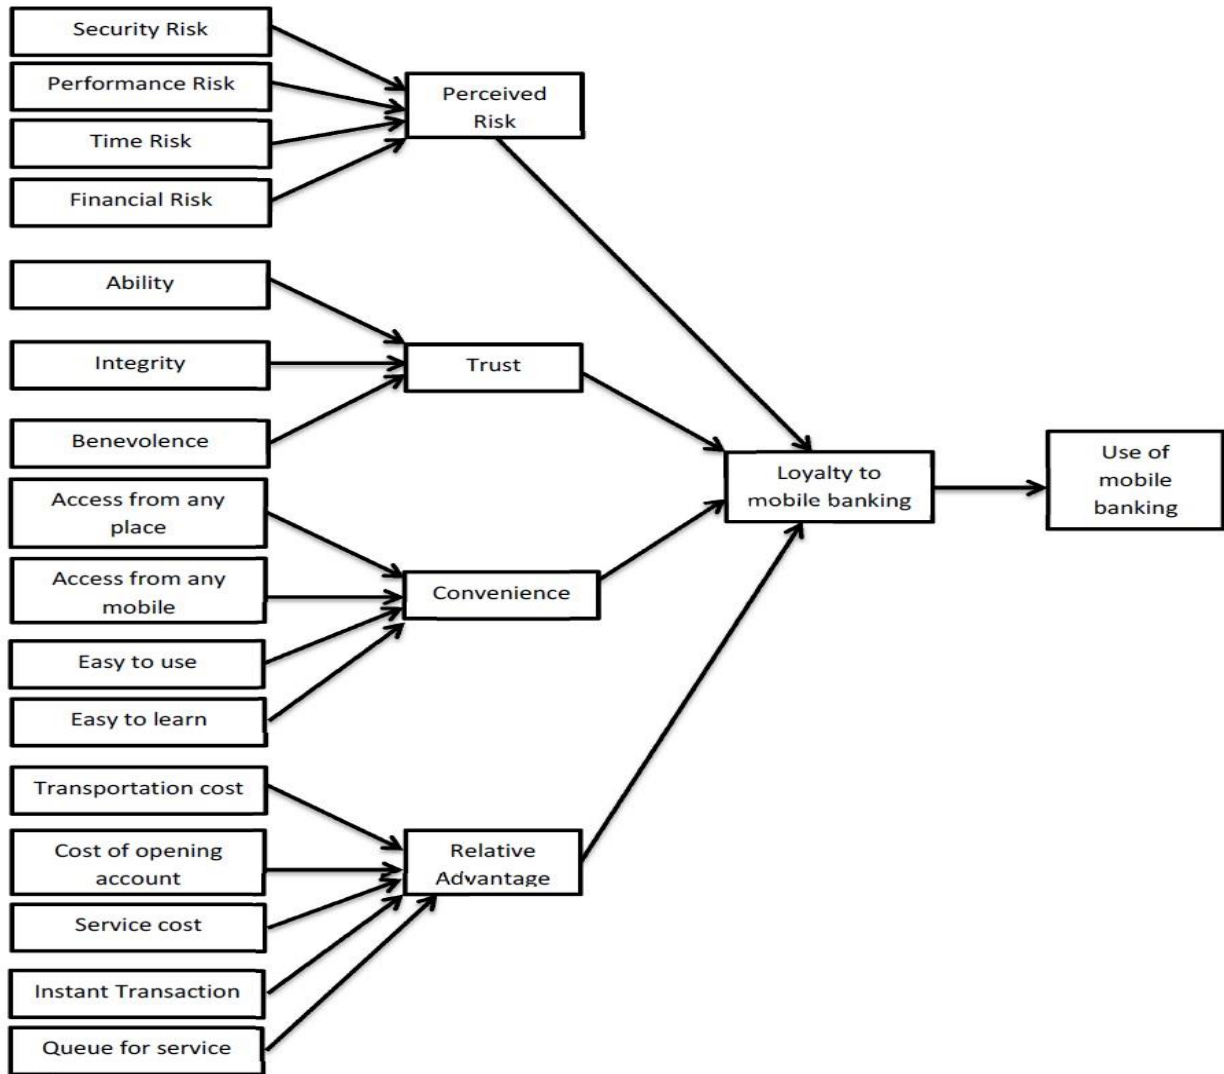 Security Risk
Performance Risk
Time Risk
Financial Risk
Perceived
Risk
Ability
Integrity
Benevolence
Trust
Access from any
place
Access from any
mobile
Easy to use
Easy to learn
Convenience
Transportation cost
Cost of opening
account
Service cost
Instant Transaction
Queue for service
Relative
Advantage
Loyalty to
mobile banking
Use of
mobile
banking